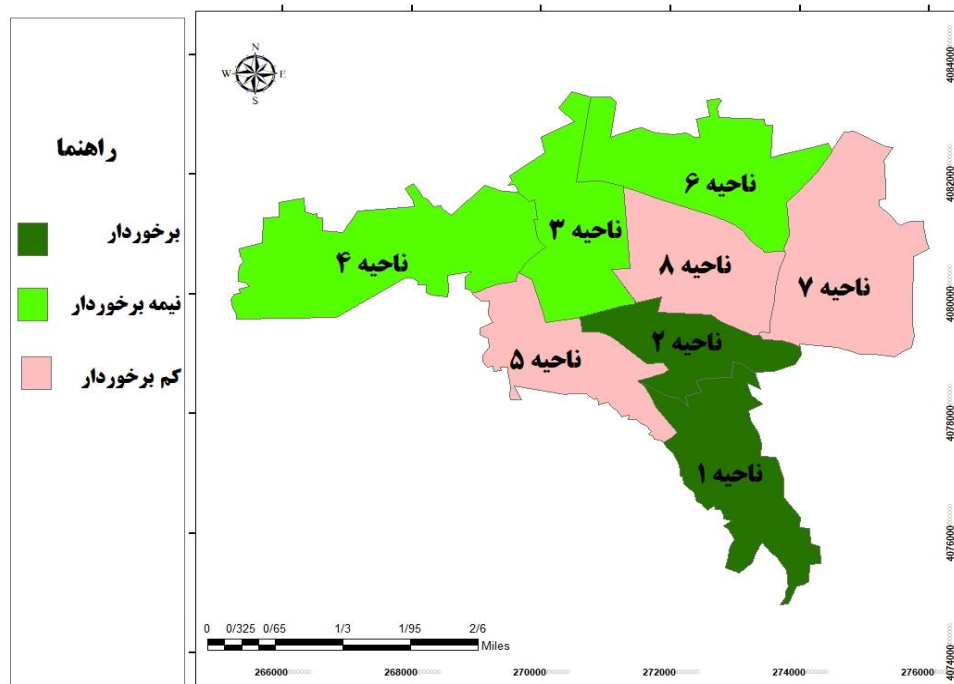 راهنما
برخوردار
نیمه برخوردار
کم برخوردار
N
W E
S
ناحیه ۶
ناحیه ۳
ناحیه ۴
ناحیه ۸
ناحیه ۷
ناحیه ۲
ناحیه ۵
ناحیه ۱
0 0/325 0/65 1/3 1/95 2/6
Miles
266000 268000 270000 272000 274000 276000
4084000
4082000
4080000
4078000
4076000
4074000